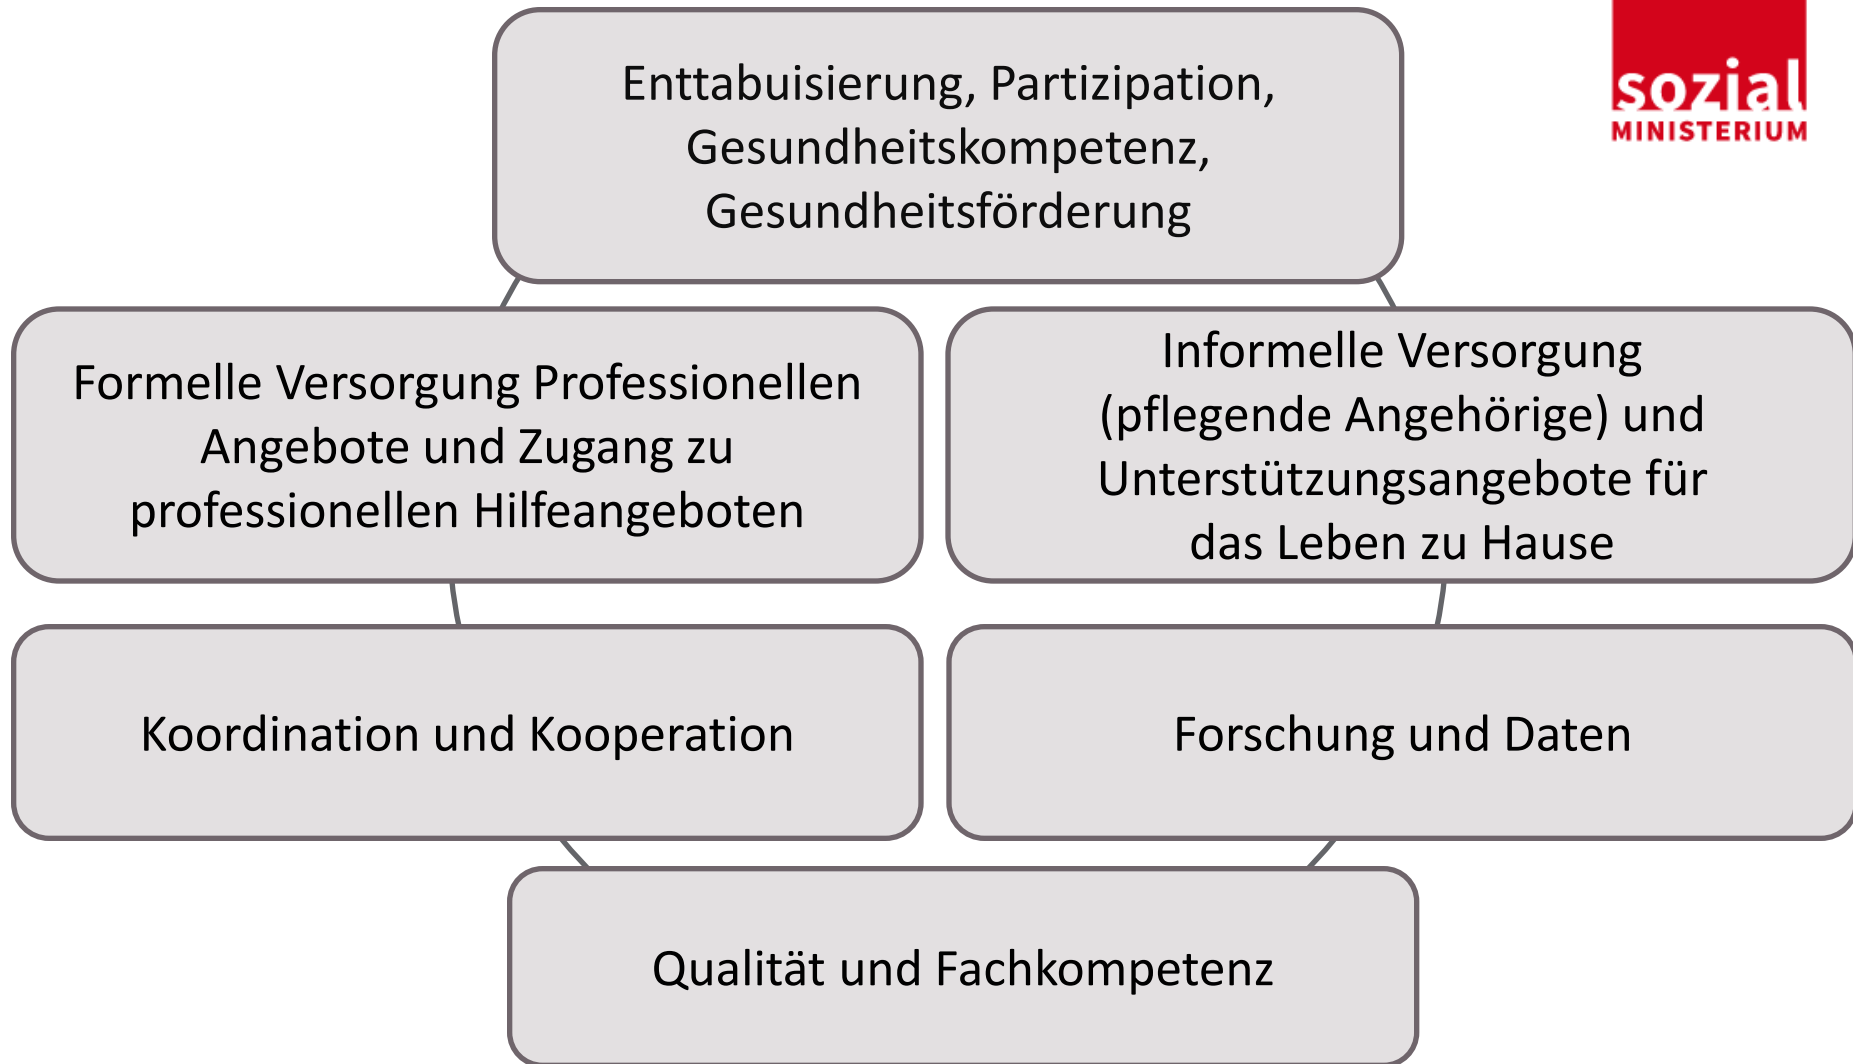 Enttabuisierung, Partizipation,
Gesundheitskompetenz,
Gesundheitsförderung
sozial
MINISTERIUM
Formelle Versorgung Professionellen
Angebote und Zugang zu
professionellen Hilfeangeboten
Informelle Versorgung
(pflegende Angehörige) und
Unterstützungsangebote für
das Leben zu Hause
Koordination und Kooperation
Forschung und Daten
Qualität und Fachkompetenz